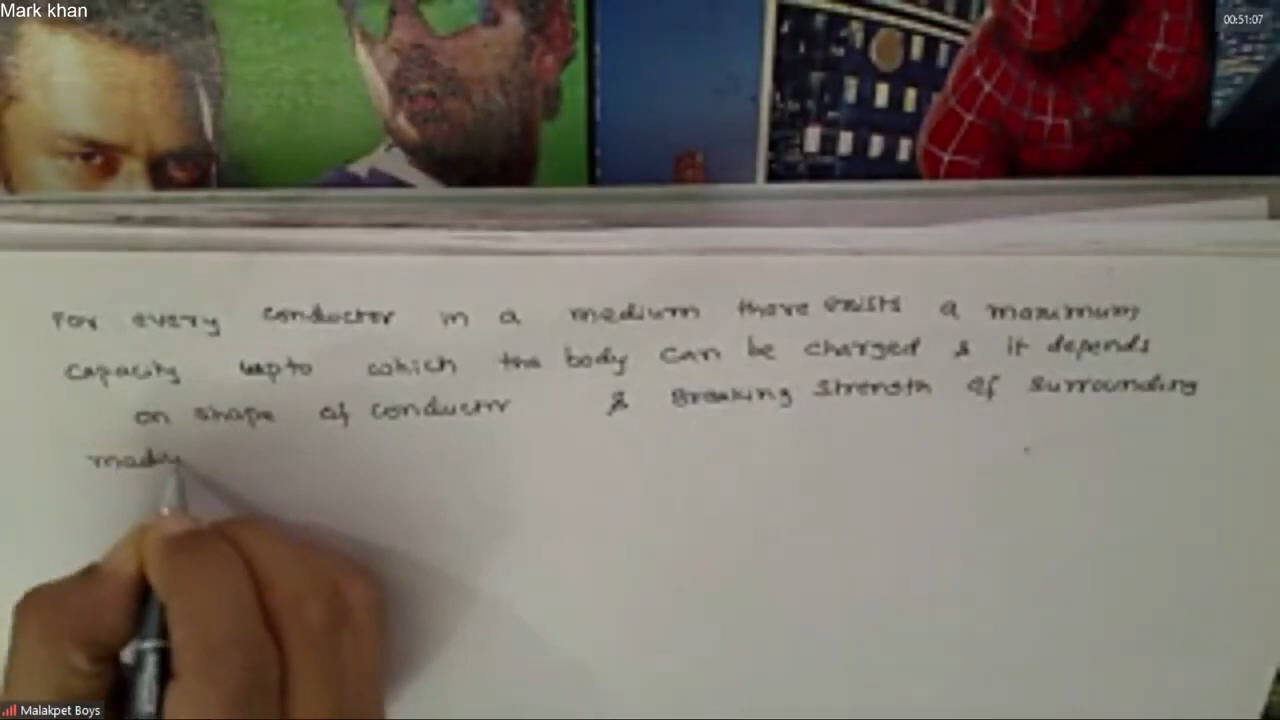 Mark khan
00:51:07
For every conductor in a medium there exists a maximum
capacity upto which the body can be charged & it depends
on shape of conductor & Breaking strength of surrounding
mediu
Malakpet Boys